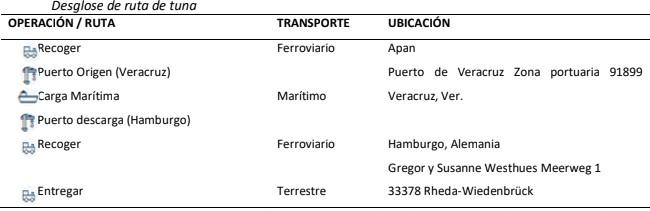 Desglose de ruta de tuna
OPERACIÓN / RUTA TRANSPORTE UBICACIÓN
Recoger Ferroviario Apan
Puerto Origen (Veracruz) Puerto de Veracruz Zona portuaria 91899
Carga Marítima Marítimo Veracruz, Ver.
Puerto descarga (Hamburgo)
Recoger Ferroviario Hamburgo, Alemania
Gregor y Susanne Westhues Meerweg 1
Entregar Terrestre 33378 Rheda-Wiedenbrück